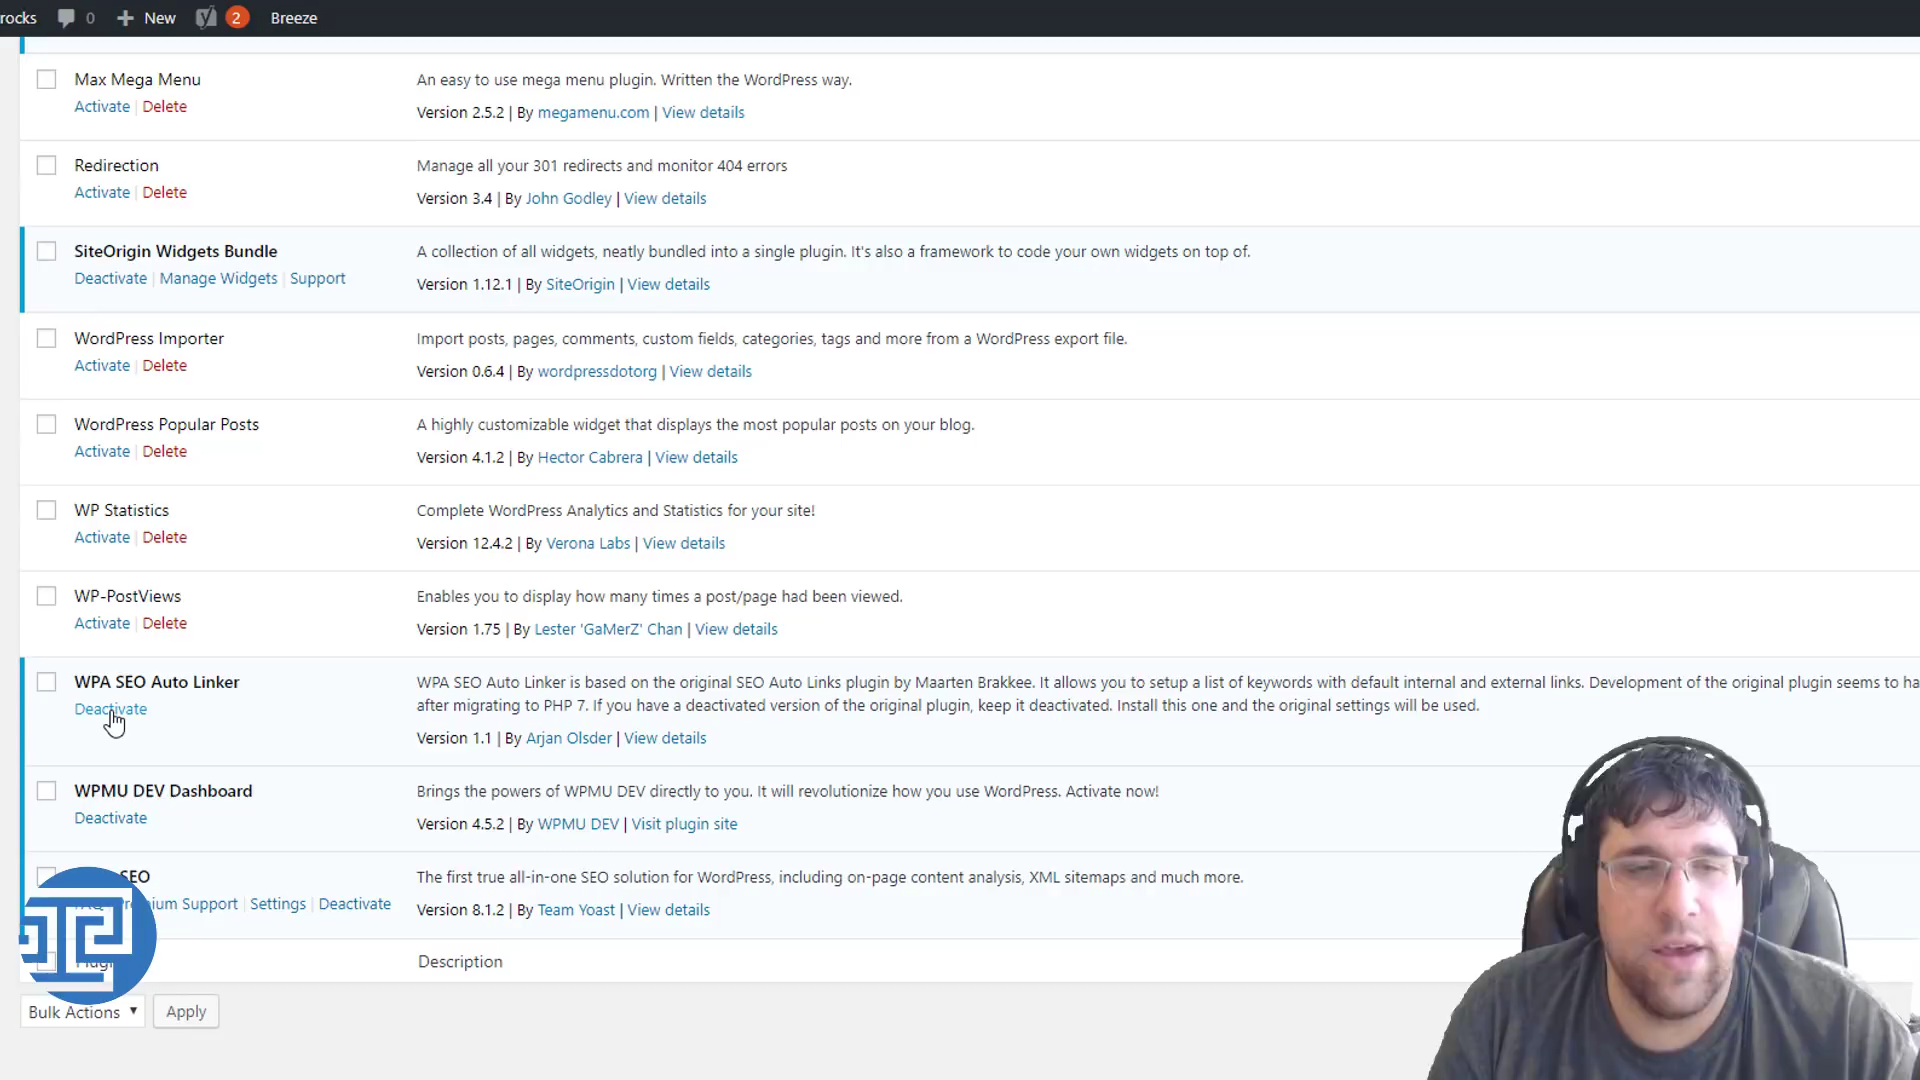 rocks 0 New 2 Breeze
Max Mega Menu An easy to use mega menu plugin. Written the WordPress way.
Activate | Delete
Version 2.5.2 | By megamenu.com | View details
Redirection Manage all your 301 redirects and monitor 404 errors
Activate | Delete
Version 3.4 | By John Godley | View details
SiteOrigin Widgets Bundle A collection of all widgets, neatly bundled into a single plugin. It's also a framework to code your own widgets on top of.
Deactivate | Manage Widgets | Support
Version 1.12.1 | By SiteOrigin | View details
WordPress Importer Import posts, pages, comments, custom fields, categories, tags and more from a WordPress export file.
Activate | Delete
Version 0.6.4 | By wordpressdotorg | View details
WordPress Popular Posts A highly customizable widget that displays the most popular posts on your blog.
Activate | Delete
Version 4.1.2 | By Hector Cabrera | View details
WP Statistics Complete WordPress Analytics and Statistics for your site!
Activate | Delete
Version 12.4.2 | By Verona Labs | View details
WP-PostViews Enables you to display how many times a post/page had been viewed.
Activate | Delete
Version 1.75 | By Lester 'GaMerZ' Chan | View details
WPA SEO Auto Linker WPA SEO Auto Linker is based on the original SEO Auto Links plugin by Maarten Brakkee. It allows you to setup a list of keywords with default internal and external links. Development of the original plugin seems to ha
Deactivate after migrating to PHP 7. If you have a deactivated version of the original plugin, keep it deactivated. Install this one and the original settings will be used.
Version 1.1 | By Arjan Olsder | View details
WPMU DEV Dashboard Brings the powers of WPMU DEV directly to you. It will revolutionize how you use WordPress. Activate now!
Deactivate
Version 4.5.2 | By WPMU DEV | Visit plugin site
SEO The first true all-in-one SEO solution for WordPress, including on-page content analysis, XML sitemaps and much more.
Support | Settings | Deactivate
Version 8.1.2 | By Team Yoast | View details
Description
Bulk Actions Apply